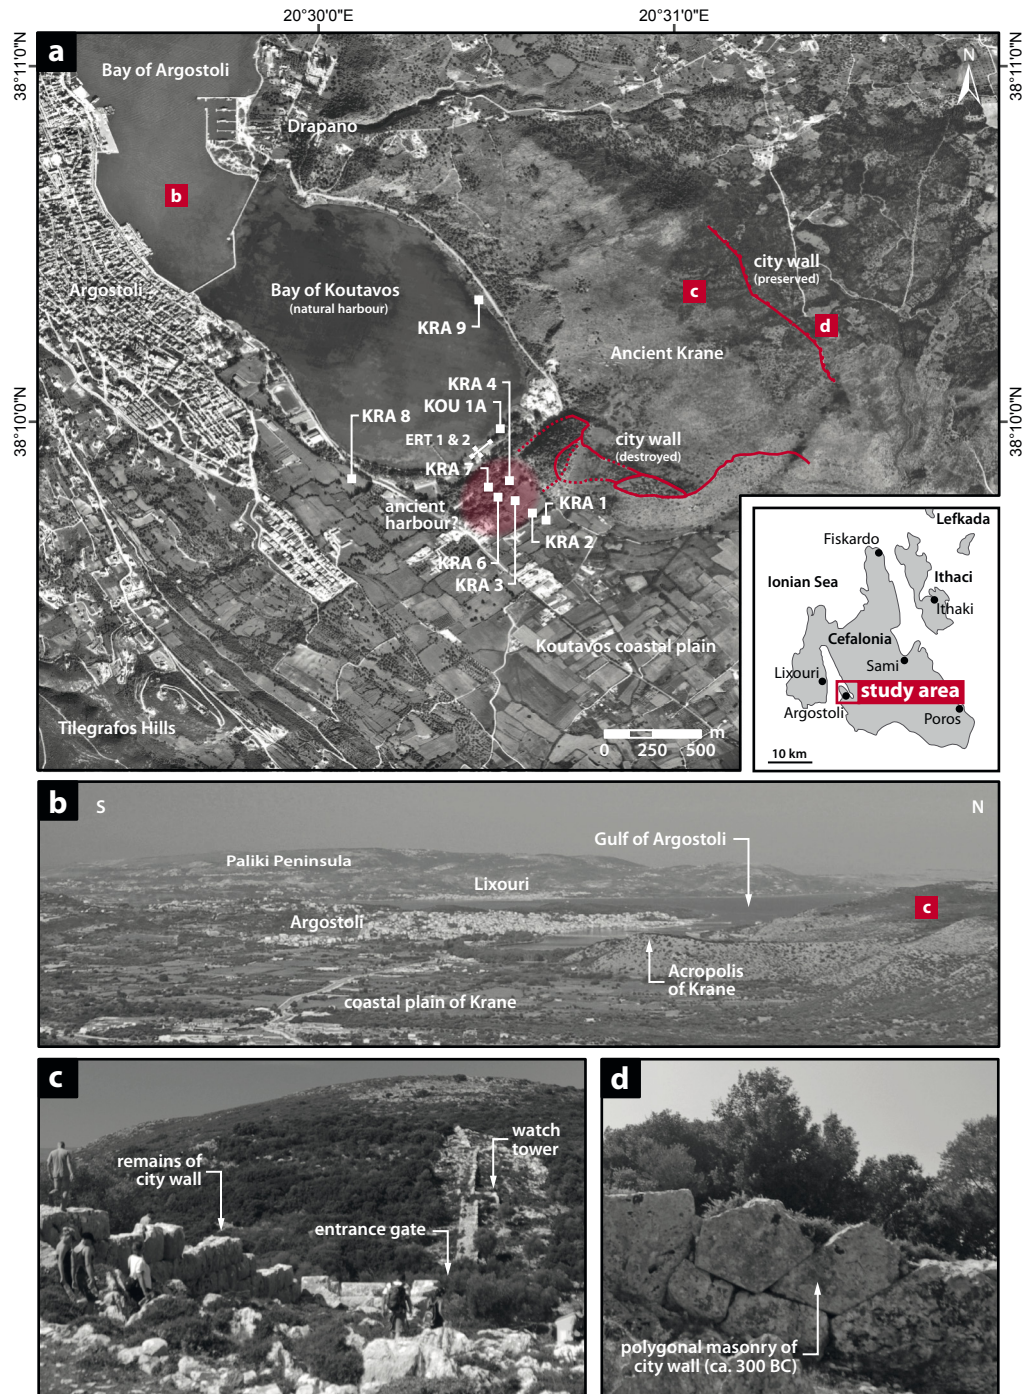 20°30'0"E
20°31'0"E
38°11'0"N
38°11'0"N
a
N
Bay of Argostoli
Drapano
b
Argostoli
Bay of Koutavos
(natural harbour)
city wall
(preserved)
c
d
KRA 9
Ancient Krane
KRA 4
KOU 1A
KRA 8
38°10'0"N
38°10'0"N
ERT 1 & 2
city wall
(destroyed)
KRA 7
ancient
harbour?
KRA 1
KRA 2
KRA 6
KRA 3
Koutavos coastal plain
Tilegrafos Hills
m
0 250 500
Lefkada
Fiskardo
Ionian Sea
Ithaci
Ithaki
Cefalonia
Sami
Lixouri
study area
Argostoli
Poros
10 km
b
S
N
Gulf of Argostoli
Paliki Peninsula
Lixouri
c
Argostoli
Acropolis
of Krane
coastal plain of Krane
c
watch
tower
remains of
city wall
entrance gate
d
polygonal masonry of
city wall (ca. 300 BC)